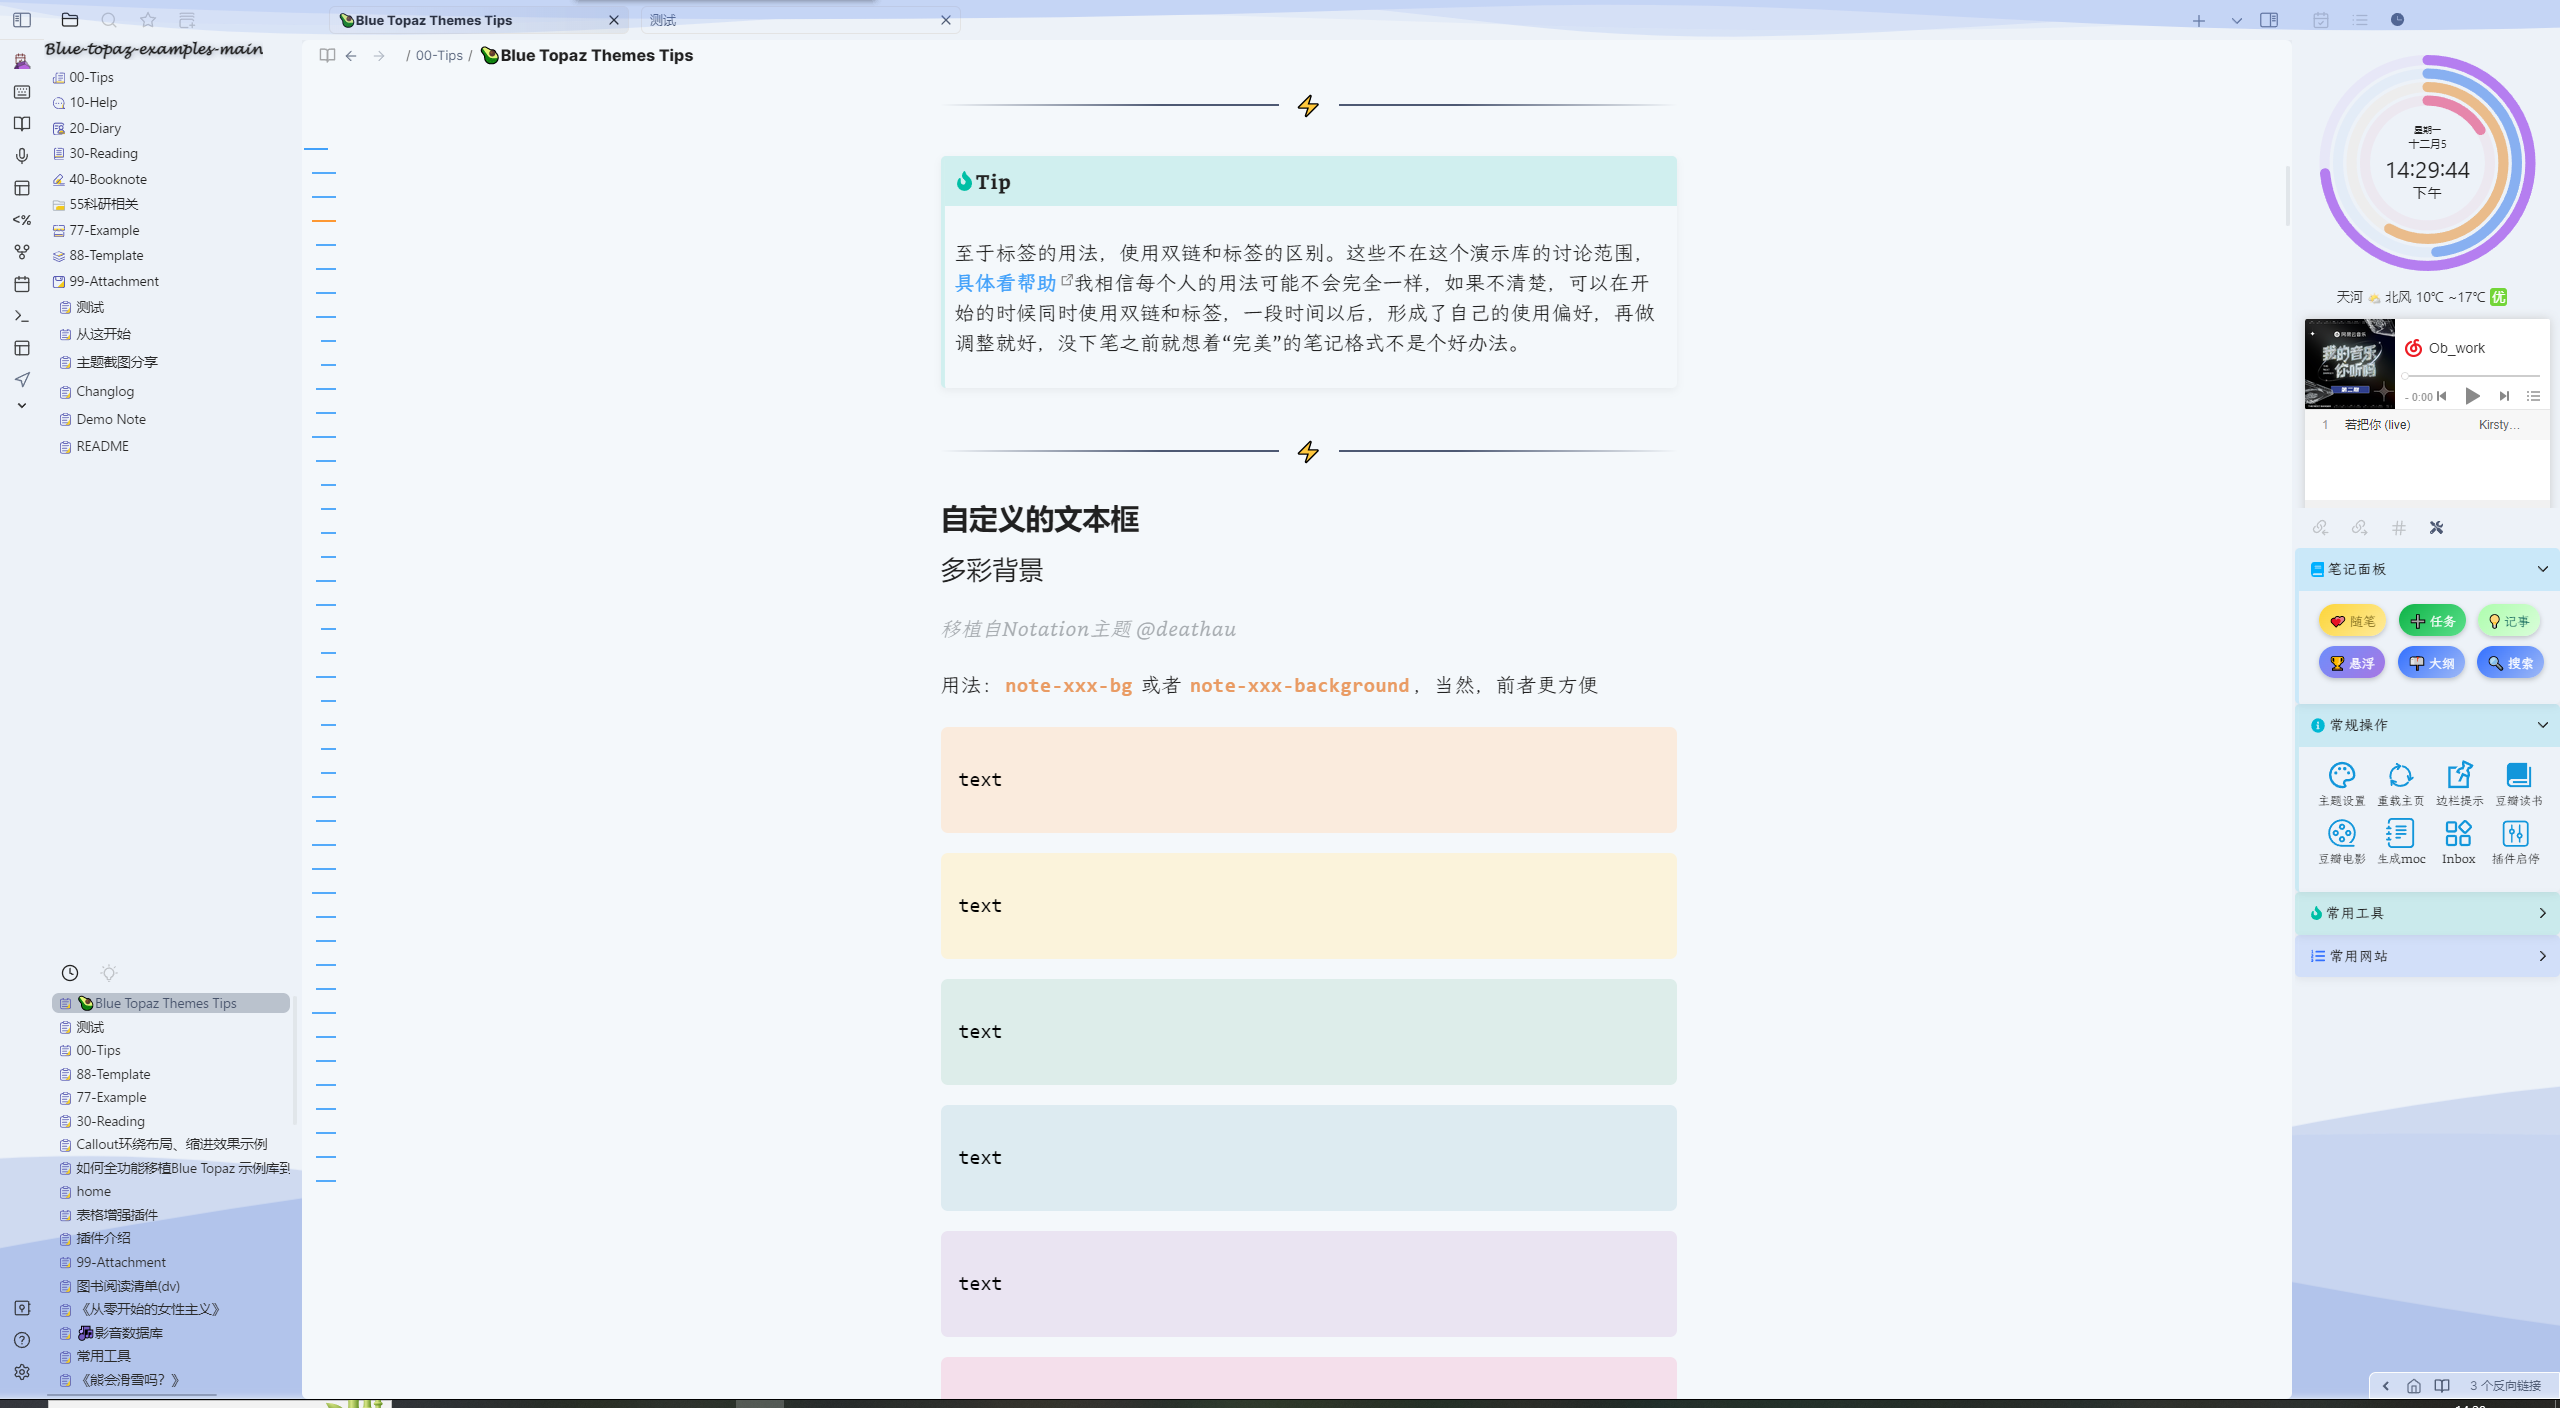 🥑Blue Topaz Themes Tips
测试
Blue-topaz-examples-main
00-Tips
10-Help
20-Diary
30-Reading
40-Booknote
55科研相关
77-Example
88-Template
99-Attachment
测试
从这开始
主题截图分享
Changlog
Demo Note
README
🥑Blue Topaz Themes Tips
测试
00-Tips
88-Template
77-Example
30-Reading
Callout环绕布局、缩进效果示例
如何全功能移植Blue Topaz 示例库到
home
表格增强插件
插件介绍
99-Attachment
图书阅读清单(dv)
《从零开始的女性主义》
影音数据库
常用工具
《能会滑雪吗？》
/ 00-Tips / 🥑Blue Topaz Themes Tips
Tip
至于标签的用法，使用双链和标签的区别。这些不在这个演示库的讨论范围，
具体看帮助我相信每个人的用法可能不会完全一样，如果不清楚，可以在开
始的时候同时使用双链和标签，一段时间以后，形成了自己的使用偏好，再做
调整就好，没下笔之前就想着“完美”的笔记格式不是个好办法。
自定义的文本框
多彩背景
移植自Notation主题 @deathau
用法： note-xxx-bg 或者 note-xxx-background，当然，前者更方便
text
text
text
text
text
星期一
十二月5
14:29:44
下午
天河 北风 10℃ ~17℃ 优
网易云音乐
我的音乐
你听吗
第二期
Ob_work
- 0:00
1 若把你 (live) Kirsty...
笔记面板
随笔 任务 记事
悬浮 大纲 搜索
常规操作
主题设置 重载主页 边栏提示 豆瓣读书
豆瓣电影 生成moc Inbox 插件启停
常用工具
常用网站
3 个反向链接